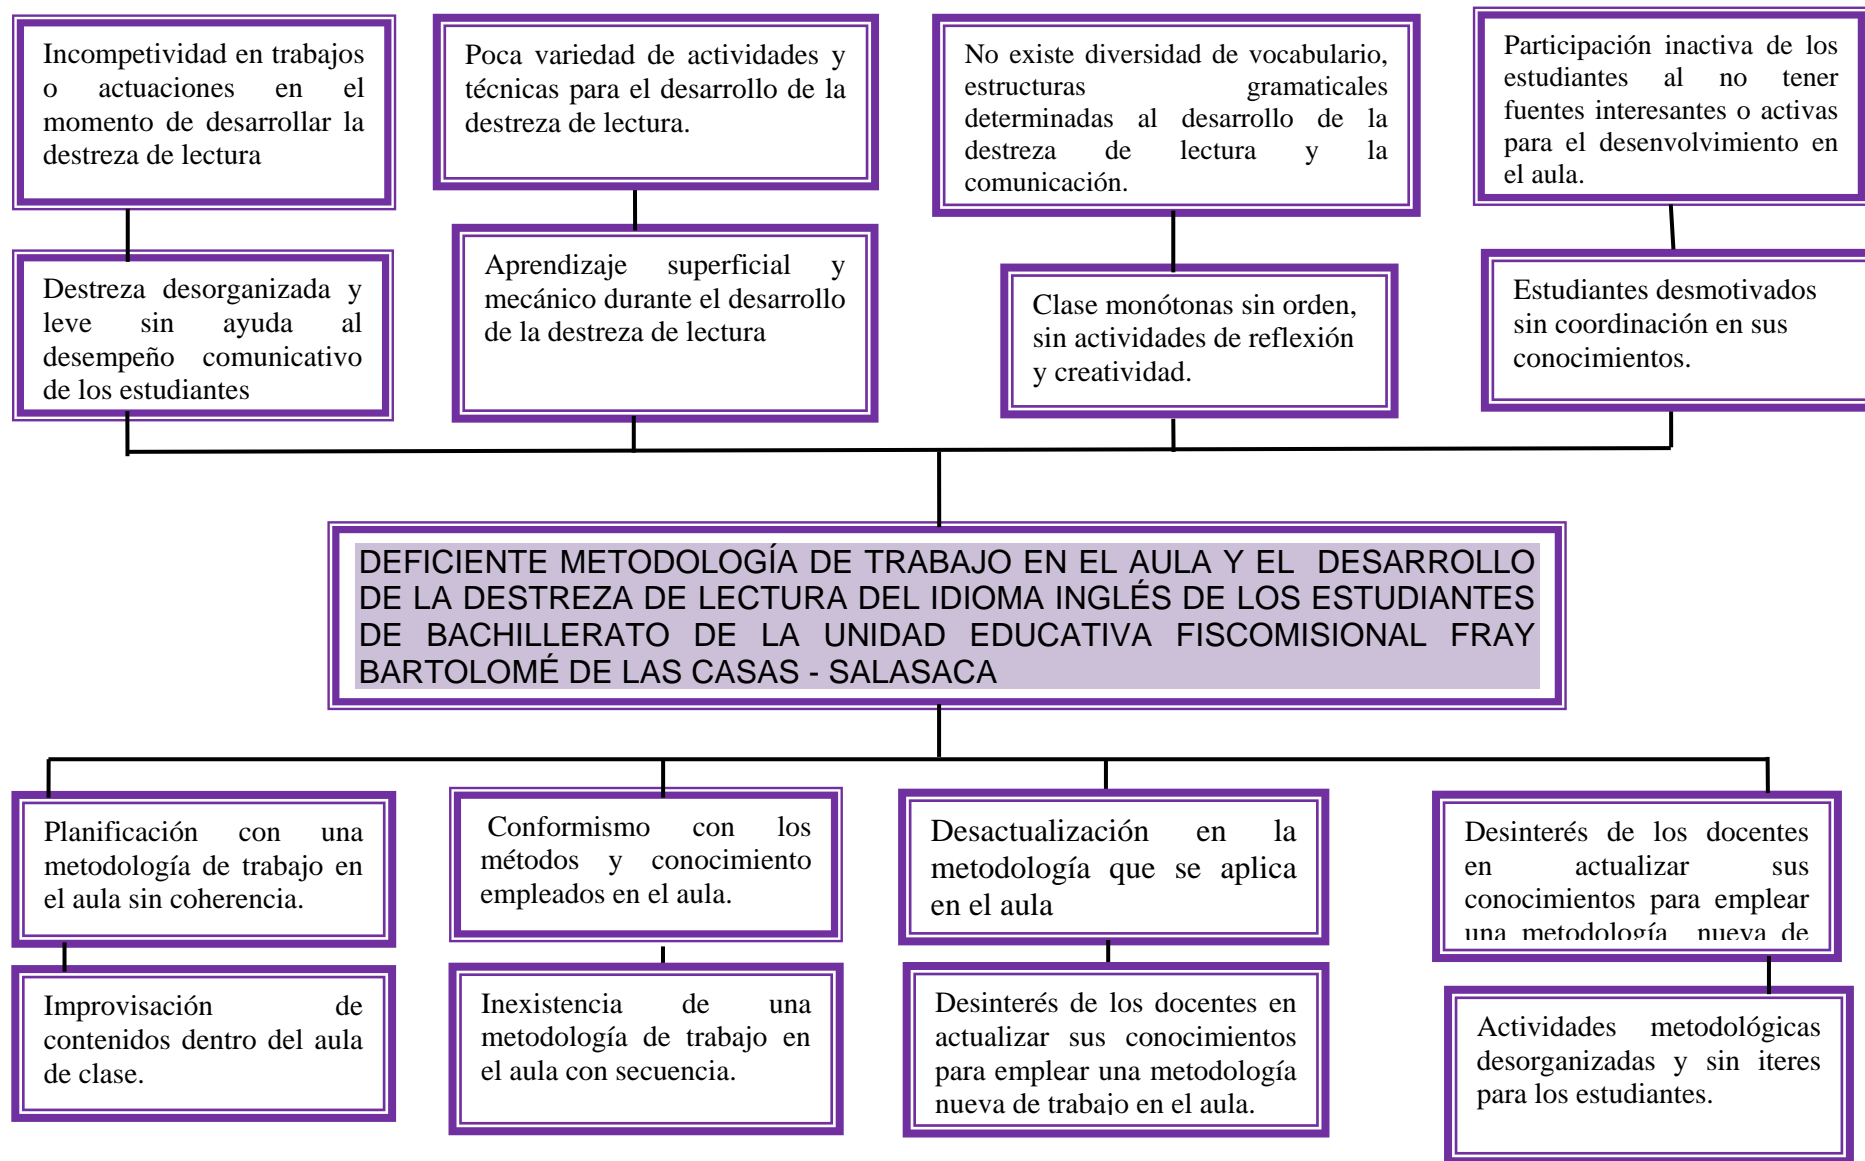 Incompetividad en trabajos
o actuaciones en el
momento de desarrollar la
destreza de lectura
Poca variedad de actividades y
técnicas para el desarrollo de la
destreza de lectura.
No existe diversidad de vocabulario,
estructuras gramaticales
determinadas al desarrollo de la
destreza de lectura y la
comunicación.
Participación inactiva de los
estudiantes al no tener
fuentes interesantes o activas
para el desenvolvimiento en
el aula.
Destreza desorganizada y
leve sin ayuda al
desempeño comunicativo
de los estudiantes
Aprendizaje superficial y
mecánico durante el desarrollo
de la destreza de lectura
Clase monótonas sin orden,
sin actividades de reflexión
y creatividad.
Estudiantes desmotivados
sin coordinación en sus
conocimientos.
DEFICIENTE METODOLOGÍA DE TRABAJO EN EL AULA Y EL DESARROLLO
DE LA DESTREZA DE LECTURA DEL IDIOMA INGLÉS DE LOS ESTUDIANTES
DE BACHILLERATO DE LA UNIDAD EDUCATIVA FISCOMISIONAL FRAY
BARTOLOMÉ DE LAS CASAS - SALASACA
Planificación con una
metodología de trabajo en
el aula sin coherencia.
Conformismo con los
métodos y conocimiento
empleados en el aula.
Desactualización en la
metodología que se aplica
en el aula
Desinterés de los docentes
en actualizar sus
conocimientos para emplear
una metodología nueva de
Improvisación de
contenidos dentro del aula
de clase.
Inexistencia de una
metodología de trabajo en
el aula con secuencia.
Desinterés de los docentes en
actualizar sus conocimientos
para emplear una metodología
nueva de trabajo en el aula.
Actividades metodológicas
desorganizadas y sin iteres
para los estudiantes.